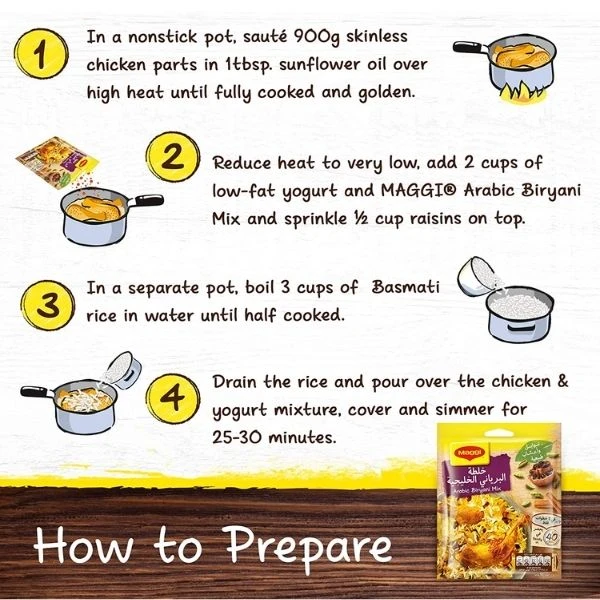 1
In a nonstick pot, sauté 900g skinless
chicken parts in 1tbsp. sunflower oil over
high heat until fully cooked and golden.
2
Reduce heat to very low, add 2 cups of
low-fat yogurt and MAGGI® Arabic Biryani
Mix and sprinkle ½ cup raisins on top.
3
In a separate pot, boil 3 cups of Basmati
rice in water until half cooked.
4
Drain the rice and pour over the chicken &
yogurt mixture, cover and simmer for
25-30 minutes.
Maggi
خلطة
البرياني الخليجية
Arabic Biryani Mix
توابل
وأعشاب
طبيعية
40
How to Prepare